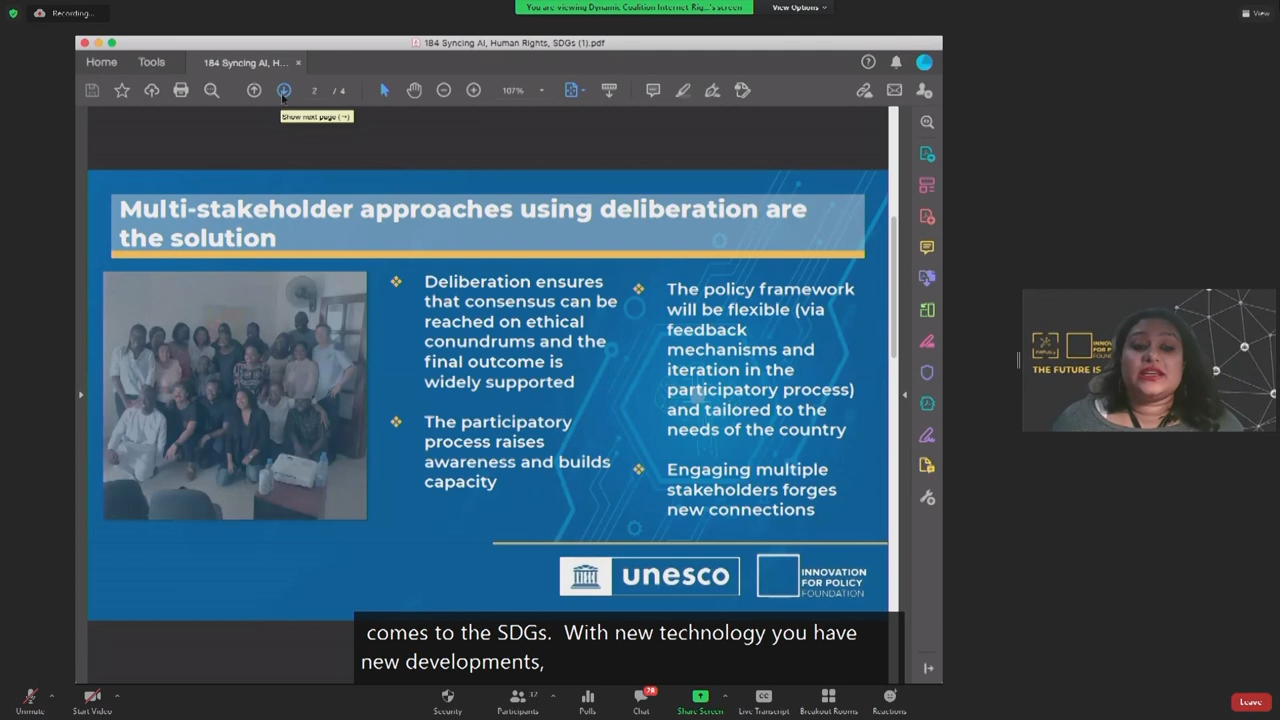 Recording...
You are viewing Dynamic Coalition Internet Rig...'s screen
View Options
View
184 Syncing AI, Human Rights, SDGs (1).pdf
Home
Tools
184 Syncing AI, H...
2
/ 4
107%
Show next page (→)
Multi-stakeholder approaches using deliberation are
the solution
Deliberation ensures
that consensus can be
reached on ethical
conundrums and the
final outcome is
widely supported
The participatory
process raises
awareness and builds
capacity
The policy framework
will be flexible (via
feedback
mechanisms and
iteration in the
participatory process)
and tailored to the
needs of the country
Engaging multiple
stakeholders forges
new connections
unesco
INNOVATION
FOR POLICY
FOUNDATION
THE FUTURE IS
comes to the SDGs. With new technology you have
new developments,
Unmute
Start Video
Security
Participants
Polls
28
Chat
Share Screen
CC
Live Transcript
Breakout Rooms
Reactions
Leave